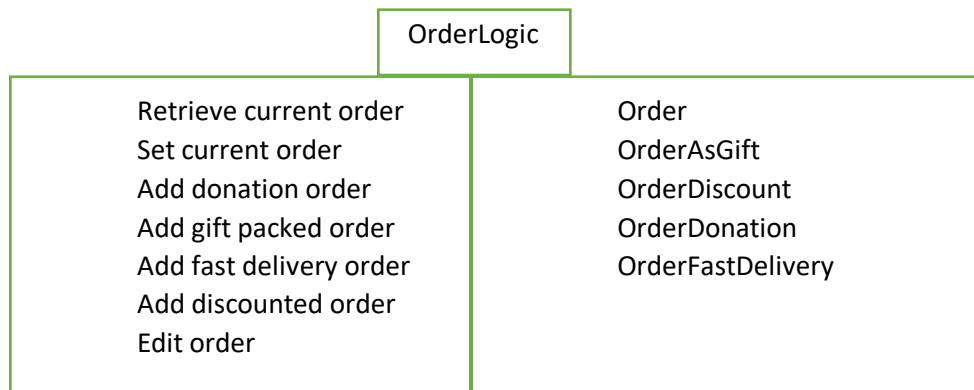 OrderLogic
Retrieve current order
Set current order
Add donation order
Add gift packed order
Add fast delivery order
Add discounted order
Edit order
Order
OrderAsGift
OrderDiscount
OrderDonation
OrderFastDelivery